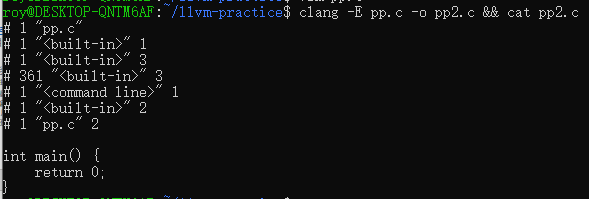 roy@DESKTOP-QNTM6AF:~/llvm-practice$ clang -E pp.c -o pp2.c && cat pp2.c
# 1 "pp.c"
# 1 "<built-in>" 1
# 1 "<built-in>" 3
# 361 "<built-in>" 3
# 1 "<command line>" 1
# 1 "<built-in>" 2
# 1 "pp.c" 2
int main() {
    return 0;
}